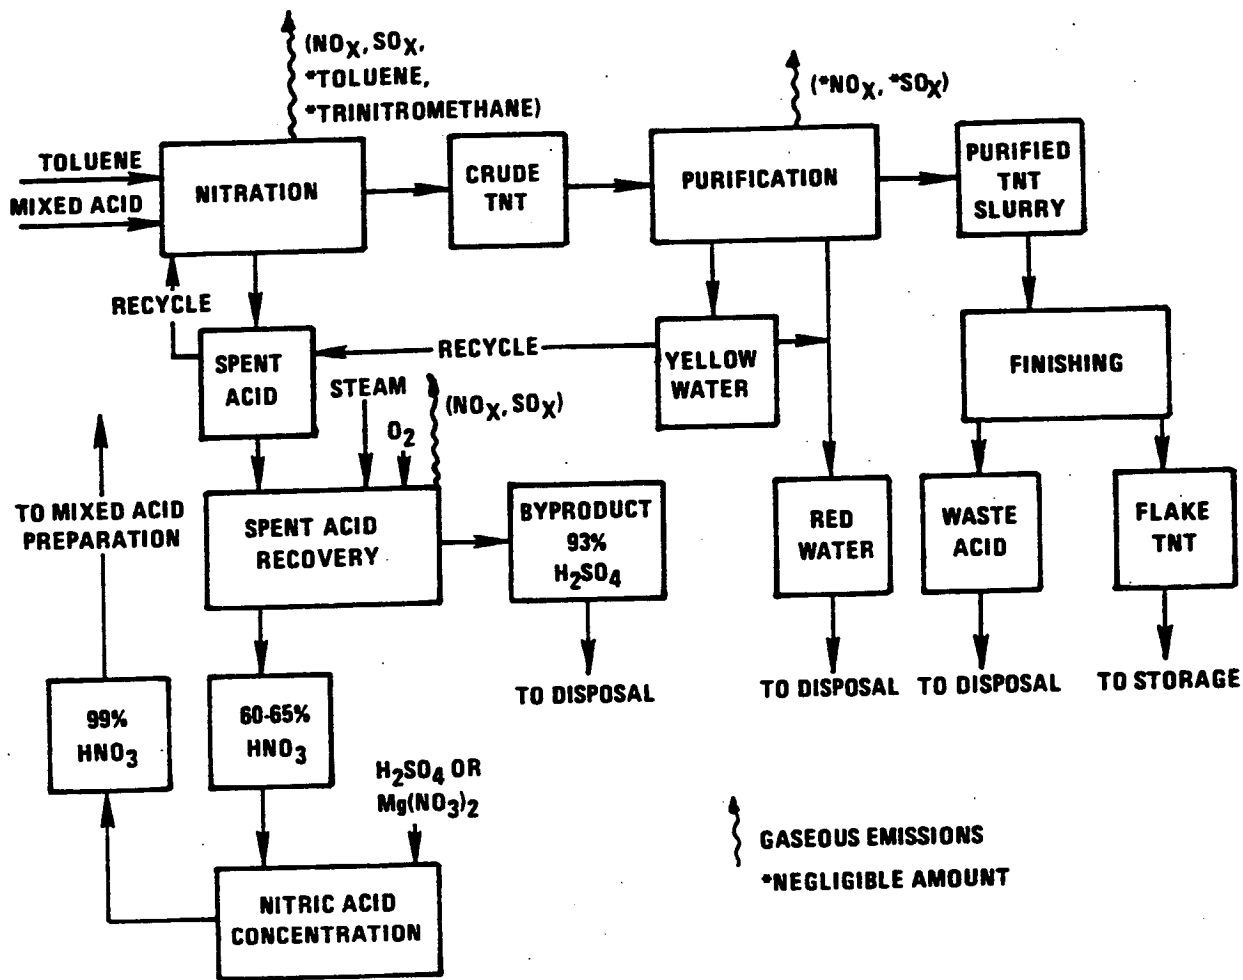 (NOX, SOX,
*TOLUENE,
*TRINITROMETHANE)
(*NOX, *SOX)
TOLUENE
MIXED ACID
NITRATION
CRUDE
TNT
PURIFICATION
PURIFIED
TNT
SLURRY
RECYCLE
SPENT
ACID
RECYCLE
YELLOW
WATER
FINISHING
STEAM
O2
(NOX, SOX)
TO MIXED ACID
PREPARATION
SPENT ACID
RECOVERY
BYPRODUCT
93%
H2SO4
RED
WATER
WASTE
ACID
FLAKE
TNT
TO DISPOSAL
TO DISPOSAL
TO DISPOSAL
TO STORAGE
99%
HNO3
60-65%
HNO3
H2SO4 OR
Mg(NO3)2
NITRIC ACID
CONCENTRATION
GASEOUS EMISSIONS
*NEGLIGIBLE AMOUNT